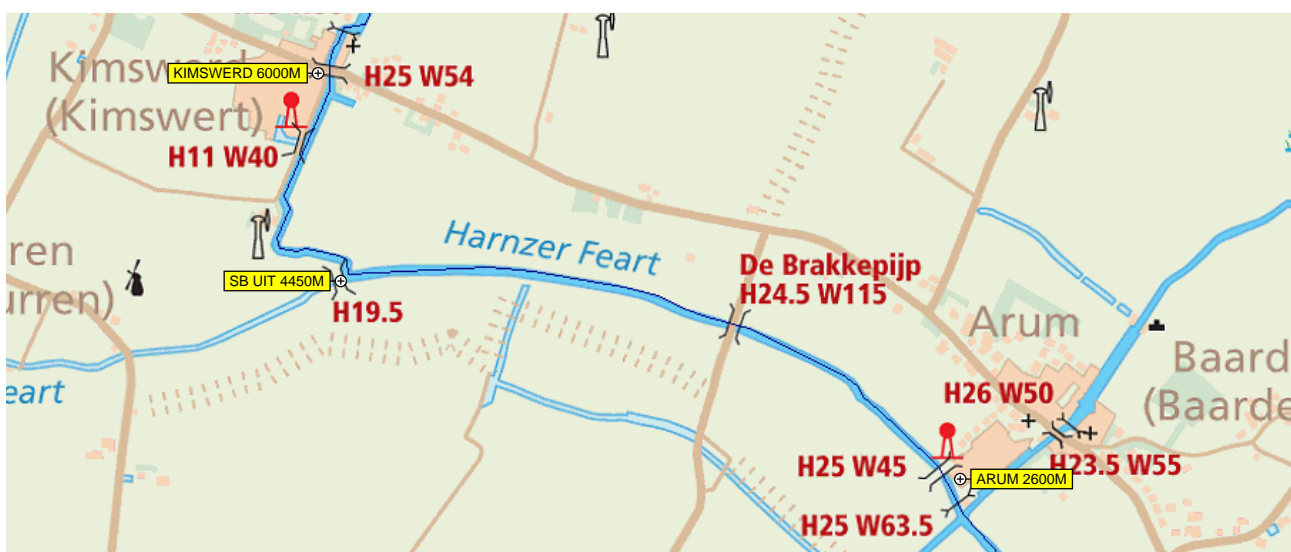 Kimswerd
KIMSWERD 6000M
(Kimswert)
H25 W54
H11 W40
Harnzer Feart
SB UIT 4450M
H19.5
De Brakkepijp
H24.5 W115
ren
urren)
eart
Arum
Baard
(Baarde
H26 W50
H25 W45
H23.5 W55
ARUM 2600M
H25 W63.5